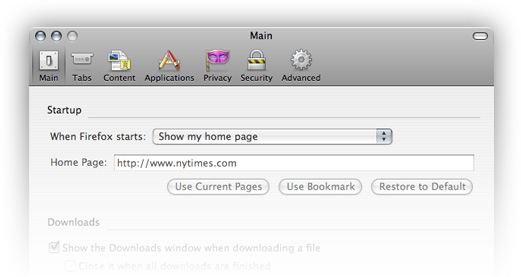 Main
Main Tabs Content Applications Privacy Security Advanced
Startup
When Firefox starts: Show my home page
Home Page: http://www.nytimes.com
Use Current Pages Use Bookmark Restore to Default
Downloads
Show the Downloads window when downloading a file
Close it when all downloads are finished